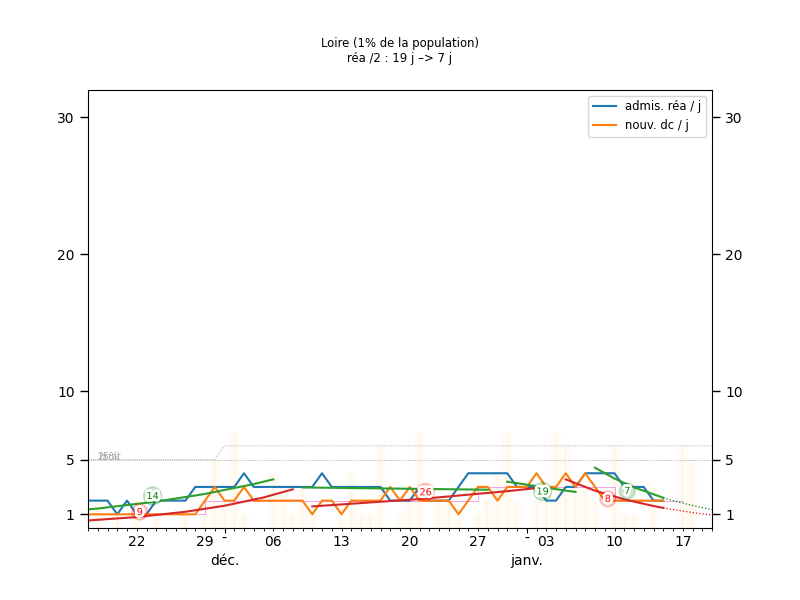 Loire (1% de la population)
réa /2 : 19 j –> 7 j
admis. réa / j
nouv. dc / j
30 30
20 20
10 10
5 5
1 1
14
9
26
19
8
7
22 29 - 06 13 20 27 - 03 10 17
déc. janv.